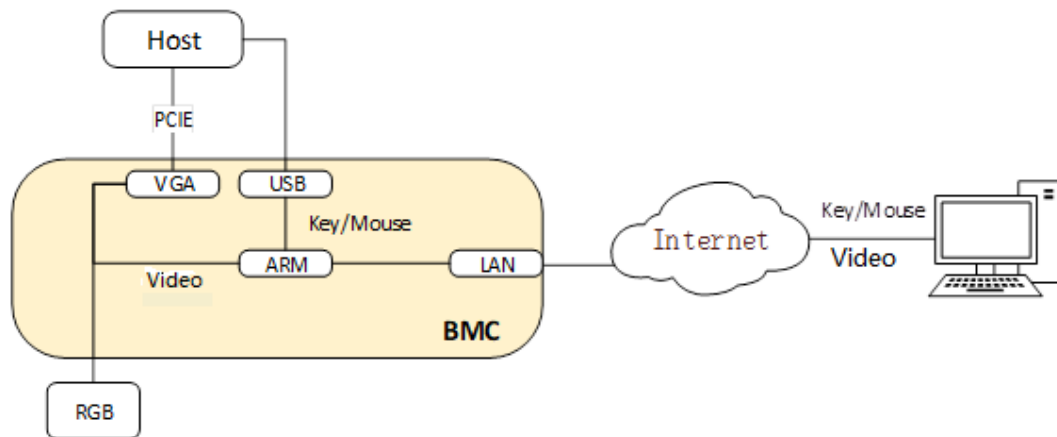 Host
PCIE
VGA
USB
Key/Mouse
Video
ARM
LAN
BMC
RGB
Internet
Key/Mouse
Video